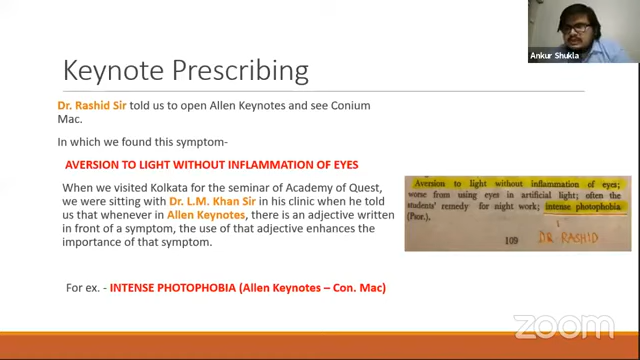 Ankur Shukla
Keynote Prescribing
Dr. Rashid Sir told us to open Allen Keynotes and see Conium
Mac.
In which we found this symptom-
AVERSION TO LIGHT WITHOUT INFLAMMATION OF EYES
When we visited Kolkata for the seminar of Academy of Quest,
we were sitting with Dr. L.M. Khan Sir in his clinic when he told
us that whenever in Allen Keynotes, there is an adjective written
in front of a symptom, the use of that adjective enhances the
importance of that symptom.
For ex. - INTENSE PHOTOPHOBIA (Allen Keynotes – Con. Mac)
Aversion to light without inflammation of eyes;
worse from using eyes in artificial light; often the
students' remedy for night work; intense photophobia
(Psor.)
109 DR RASHID
zoom